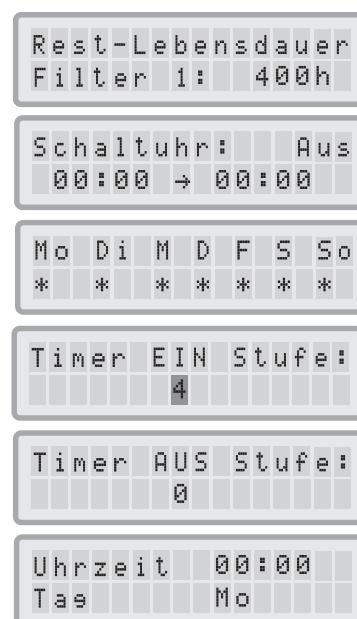 Rest-Lebensdauer
Filter 1: 400h
Schaltuhr: Aus
00:00 → 00:00
Mo Di M D F S So
* * * * * * *
Timer EIN Stufe:
4
Timer AUS Stufe:
0
Uhrzeit 00:00
Tag Mo